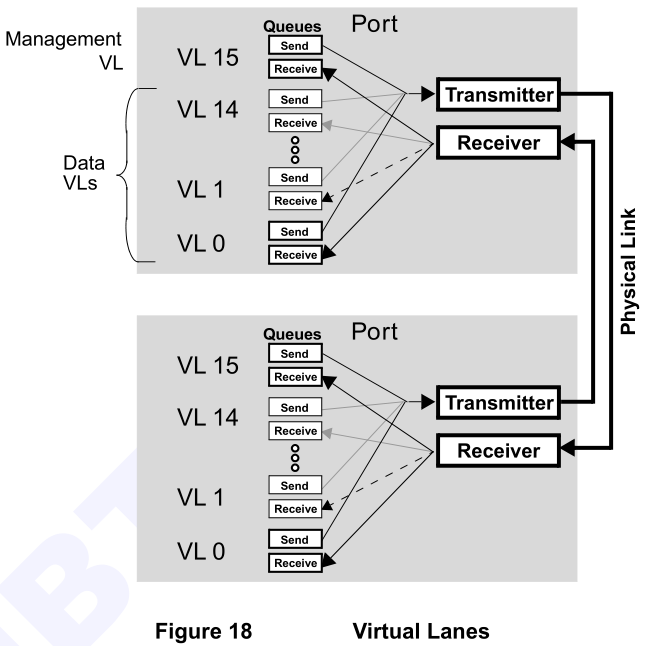 Queues
Port
Management
VL
VL 15
Send
Receive
VL 14
Send
Receive
Data
VLs
VL 1
Send
Receive
VL 0
Send
Receive
Transmitter
Receiver
Physical Link
Queues
Port
VL 15
Send
Receive
VL 14
Send
Receive
VL 1
Send
Receive
VL 0
Send
Receive
Transmitter
Receiver
Figure 18 Virtual Lanes